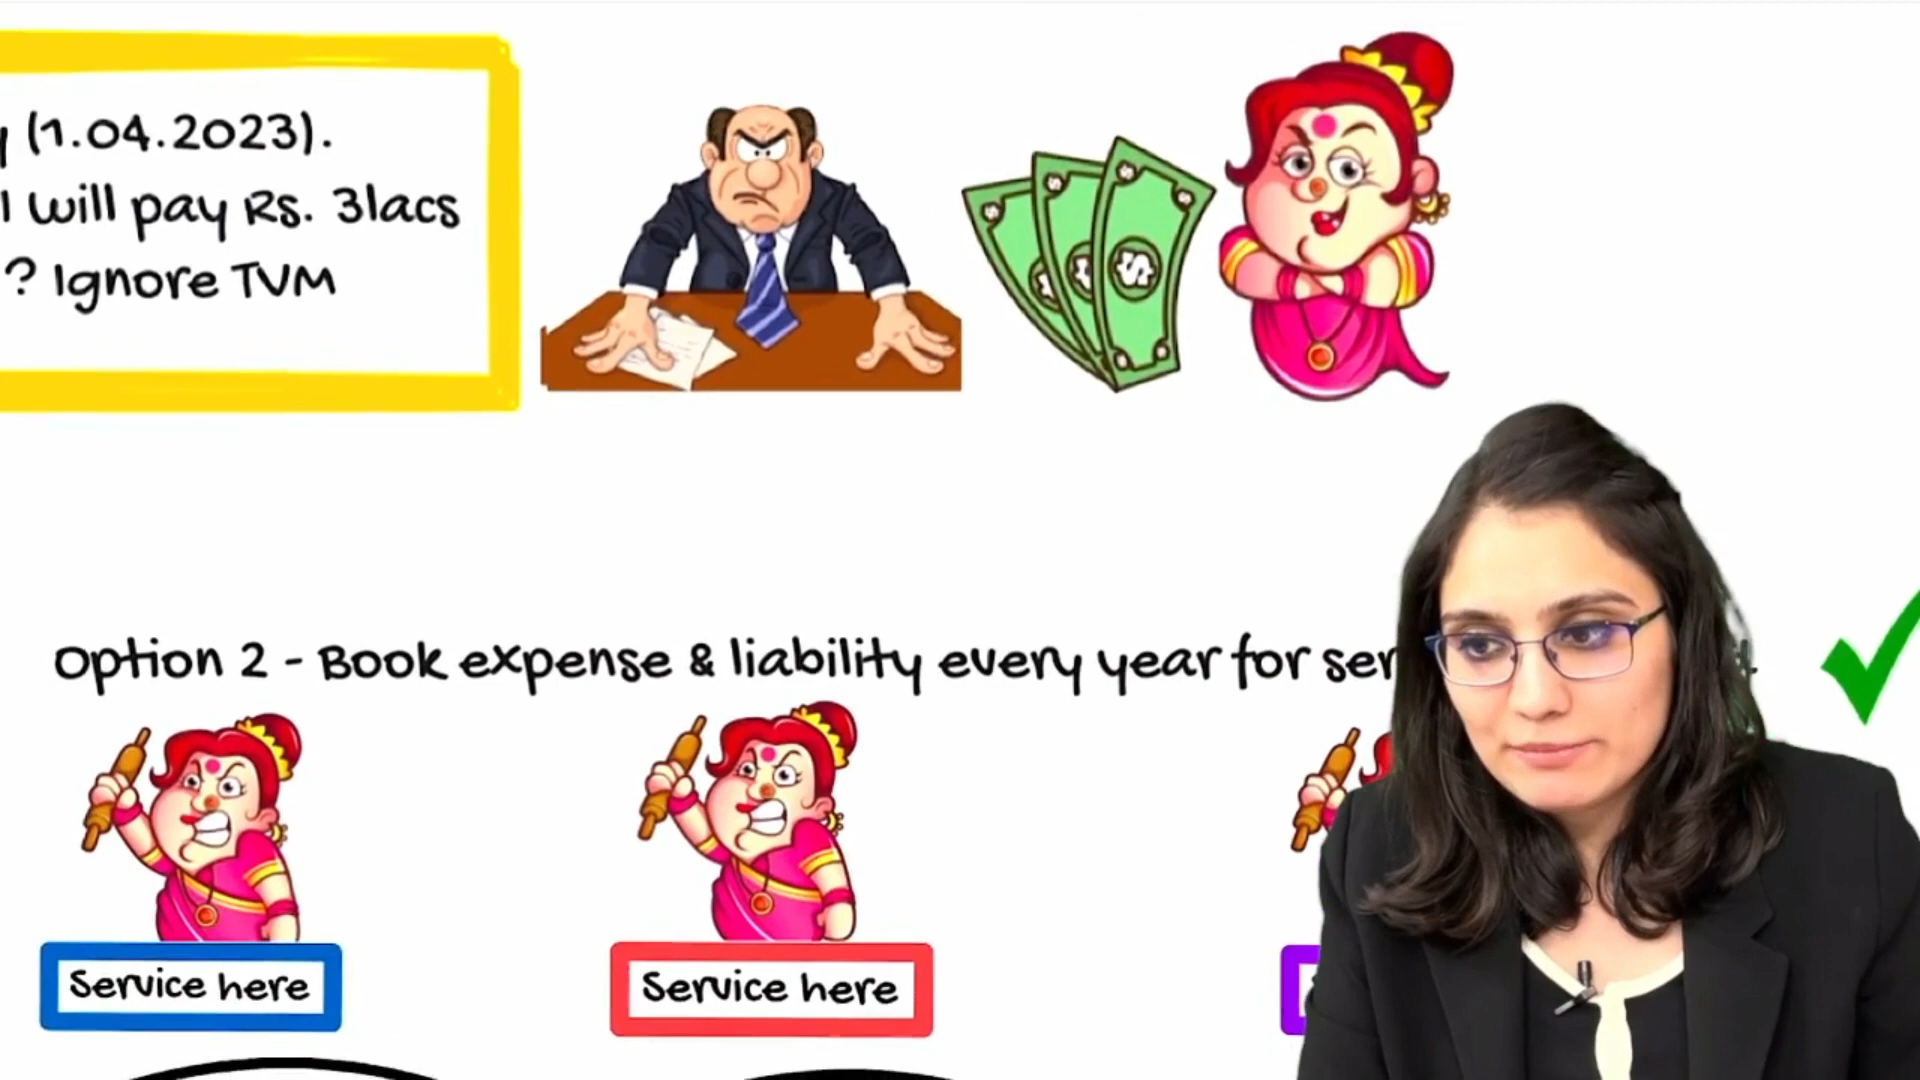 (1.04.2023).
I will pay Rs. 3lacs
? Ignore TVM
Option 2 - Book expense & liability every year for ser
Service here
Service here